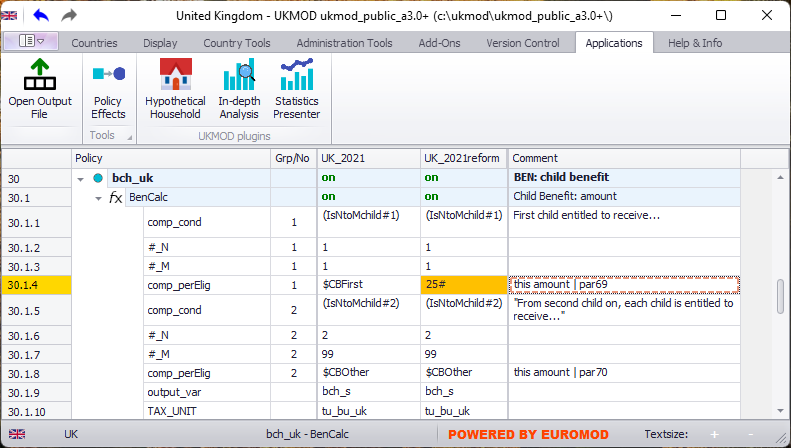 United Kingdom - UKMOD ukmod_public_a3.0+ (c:\ukmod\ukmod_public_a3.0+\)
Countries Display Country Tools Administration Tools Add-Ons Version Control Applications Help & Info
Open Output File
Policy Effects
Hypothetical Household
In-depth Analysis
Statistics Presenter
Tools UKMOD plugins
Policy Grp/No UK_2021 UK_2021reform Comment
30 bch_uk on on BEN: child benefit
30.1 fx BenCalc on on Child Benefit: amount
30.1.1 comp_cond 1 (IsNtoMchild#1) (IsNtoMchild#1) First child entitled to receive...
30.1.2 #_N 1 1 1
30.1.3 #_M 1 1 1
30.1.4 comp_perElig 1 $CBFirst 25# this amount | par69
30.1.5 comp_cond 2 (IsNtoMchild#2) (IsNtoMchild#2) "From second child on, each child is entitled to receive..."
30.1.6 #_N 2 2 2
30.1.7 #_M 2 99 99
30.1.8 comp_perElig 2 $CBOther $CBOther this amount | par70
30.1.9 output_var bch_s bch_s
30.1.10 TAX_UNIT tu_bu_uk tu_bu_uk
UK bch_uk - BenCalc POWERED BY EUROMOD Textsize: + -